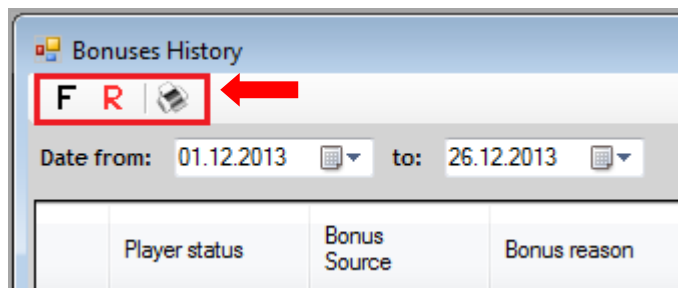 Bonuses History
F R
Date from: 01.12.2013 to: 26.12.2013
Player status Bonus Source Bonus reason